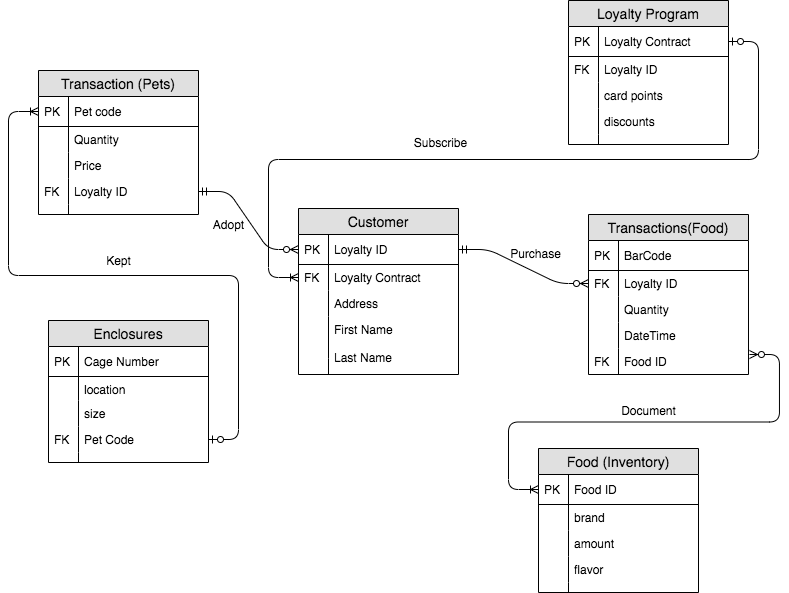 Loyalty Program
PK Loyalty Contract
FK Loyalty ID
card points
discounts
Transaction (Pets)
PK Pet code
Quantity
Price
FK Loyalty ID
Subscribe
Adopt
Customer
PK Loyalty ID
FK Loyalty Contract
Address
First Name
Last Name
Purchase
Transactions(Food)
PK BarCode
FK Loyalty ID
Quantity
DateTime
FK Food ID
Kept
Enclosures
PK Cage Number
location
size
FK Pet Code
Document
Food (Inventory)
PK Food ID
brand
amount
flavor